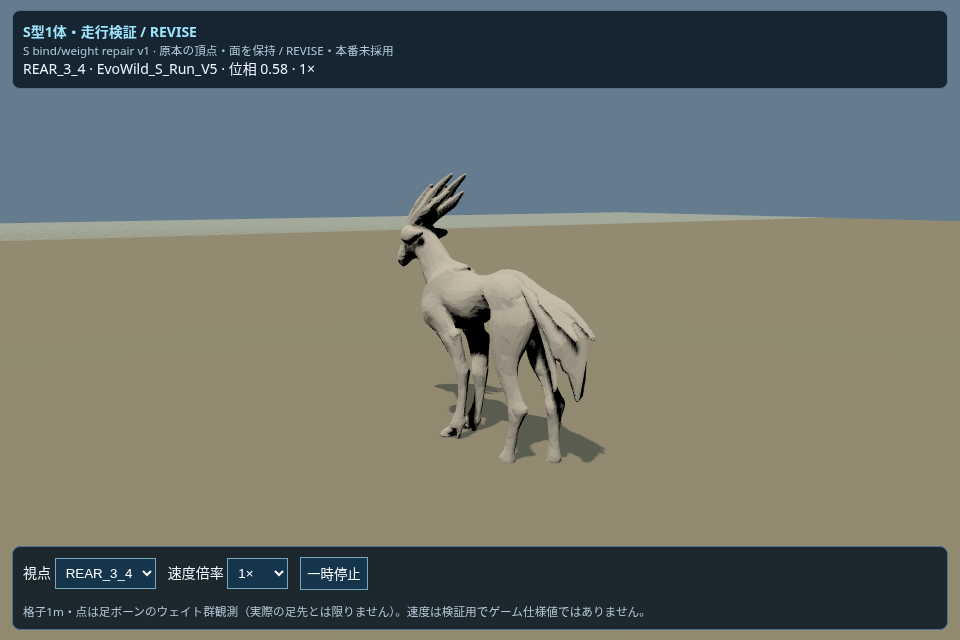 S型1体・走行検証 / REVISE
S bind/weight repair v1 · 原本の頂点・面を保持 / REVISE・本番未採用
REAR_3_4 · EvoWild_S_Run_V5 · 位相 0.58 · 1×
視点 REAR_3_4 速度倍率 1× 一時停止
格子1m・点は足ボーンのウェイト群観測（実際の足先とは限りません）。速度は検証用でゲーム仕様値ではありません。